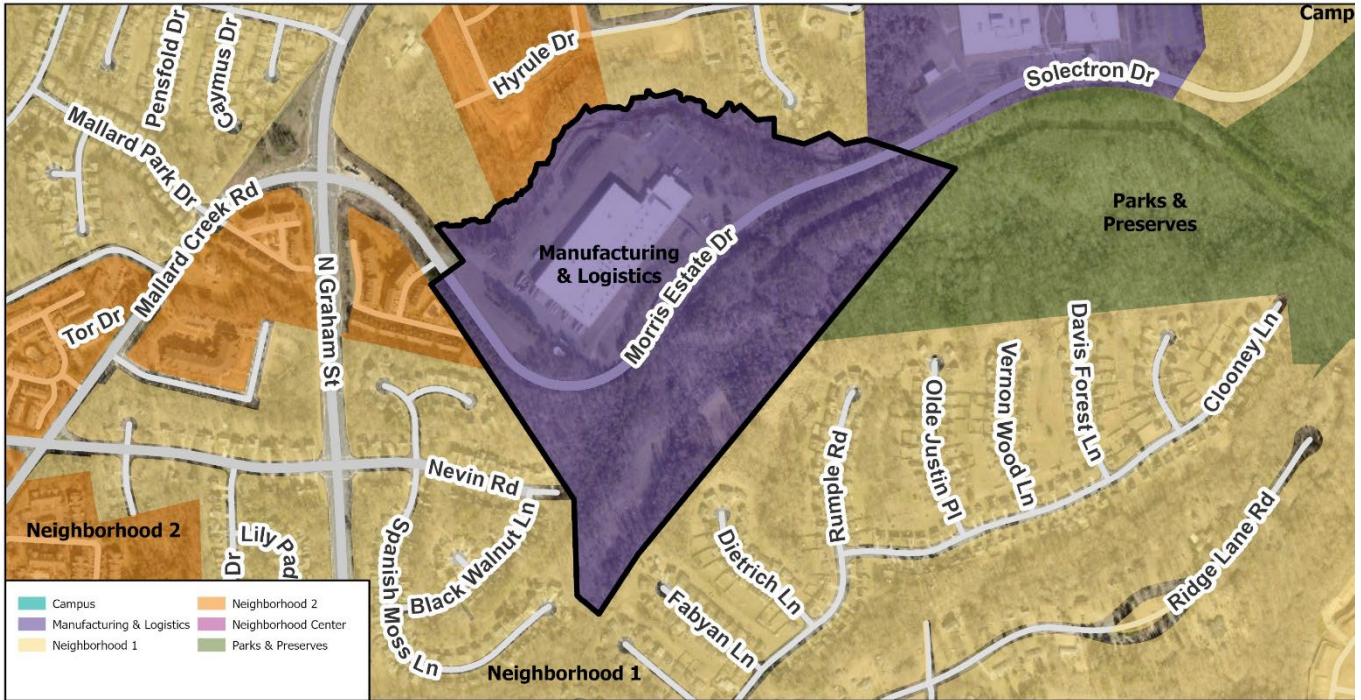 Camp
Pensfold Dr
Caymus Dr
Hyrule Dr
Solectron Dr
Mallard Park Dr
Mallard Creek Rd
Parks &
Preserves
Manufacturing
& Logistics
Morris Estate Dr
N Graham St
Tor Dr
Davis Forest Ln
Clooney Ln
Vernon Wood Ln
Olde Justin Pl
Rumple Rd
Nevin Rd
Neighborhood 2
Lily Pad
Dr
Spanish Moss Ln
Black Walnut Ln
Dietrich Ln
Fabyan Ln
Ridge Lane Rd
Neighborhood 1
Campus
Manufacturing & Logistics
Neighborhood 1
Neighborhood 2
Neighborhood Center
Parks & Preserves